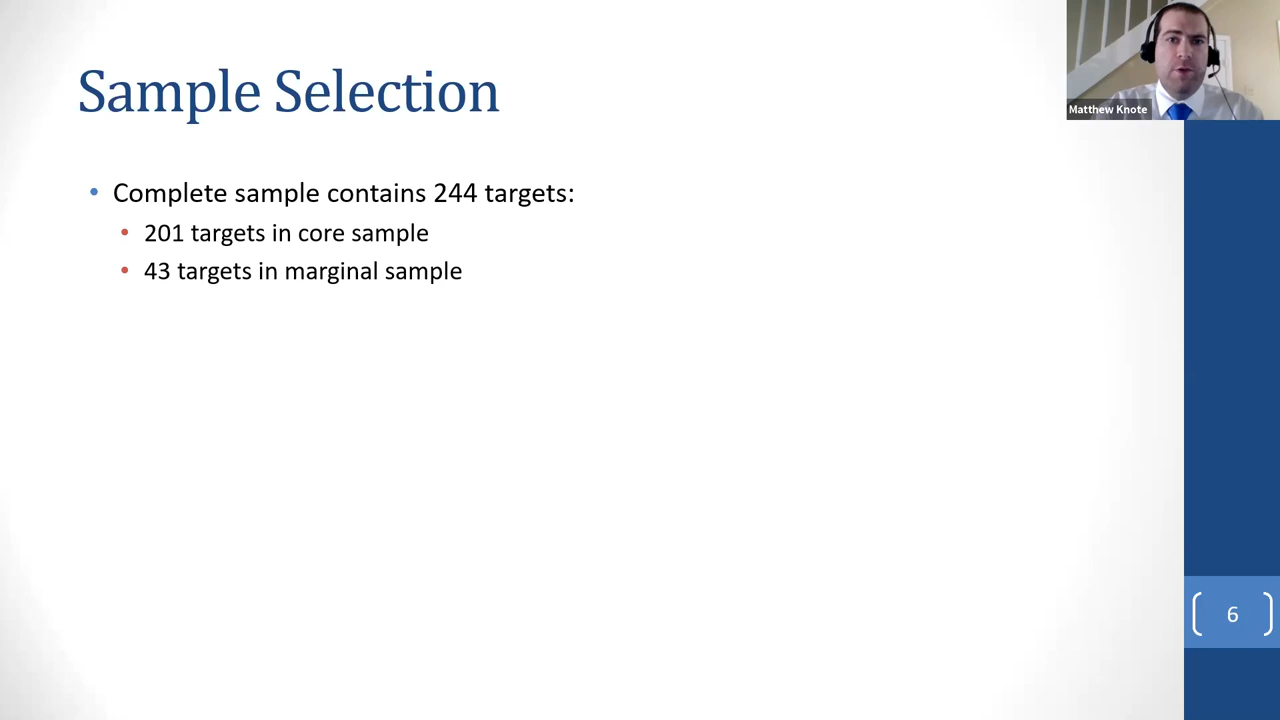 Sample Selection
Matthew Knote
• Complete sample contains 244 targets:
• 201 targets in core sample
• 43 targets in marginal sample
6